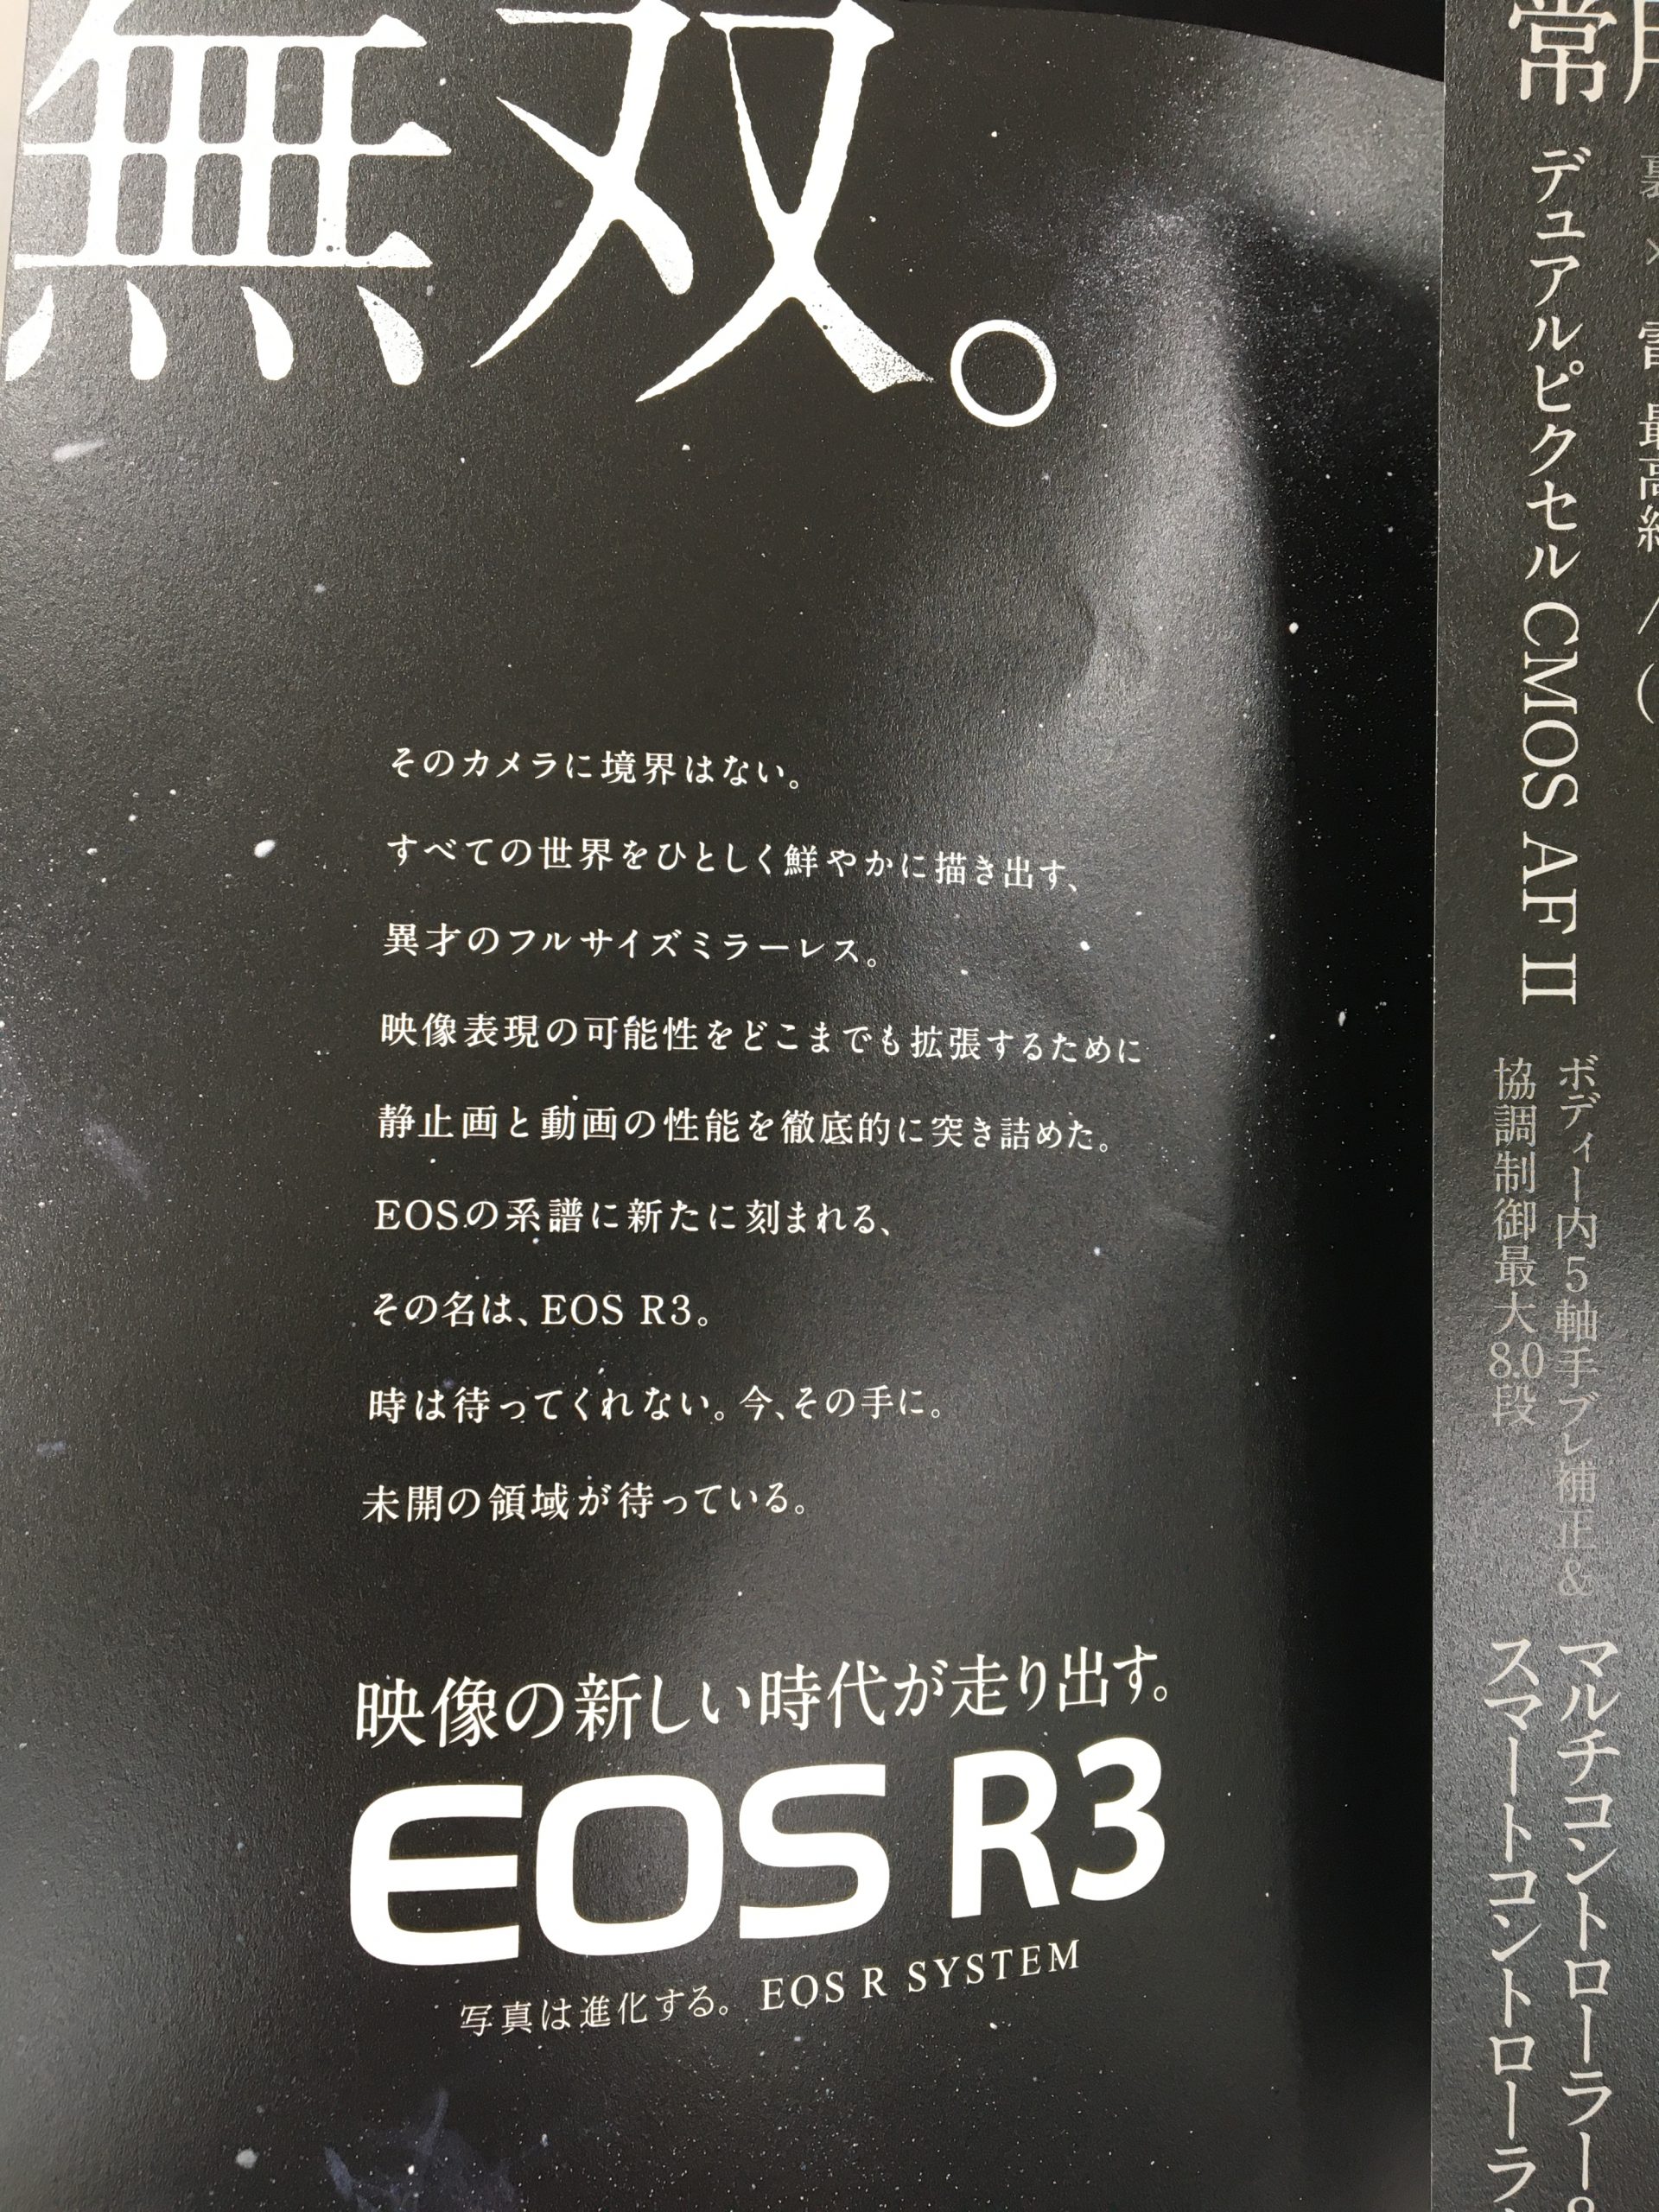 無双。
そのカメラに境界はない。
すべての世界をひとしく鮮やかに描き出す、
異才のフルサイズミラーレス。
映像表現の可能性をどこまでも拡張するために
静止画と動画の性能を徹底的に突き詰めた。
EOSの系譜に新たに刻まれる、
その名は、EOS R3。
時は待ってくれない。今、その手に。
未開の領域が待っている。
映像の新しい時代が走り出す。
EOS R3
写真は進化する。 EOS R SYSTEM
常
最高
デュアルピクセル CMOS AF II
ボディー内5軸手ブレ補正&
協調制御最大8.0段
マルチコントローラー&
スマートコントローラ